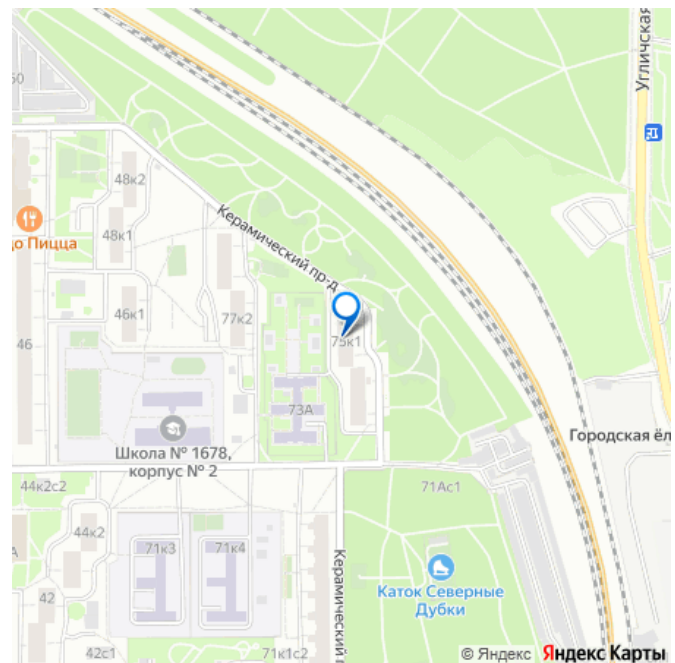 Угличская
50
48к2
Керамический пр-д
48к1
до Пицца
46к1
77к2
75к1
46
73А
Школа № 1678,
корпус № 2
Городская ёл
44к2с2
71Ас1
44к2
71к3
71к4
Керамический п
Каток Северные
Дубки
42
42с1
71к1с2
© Яндекс Яндекс Карты